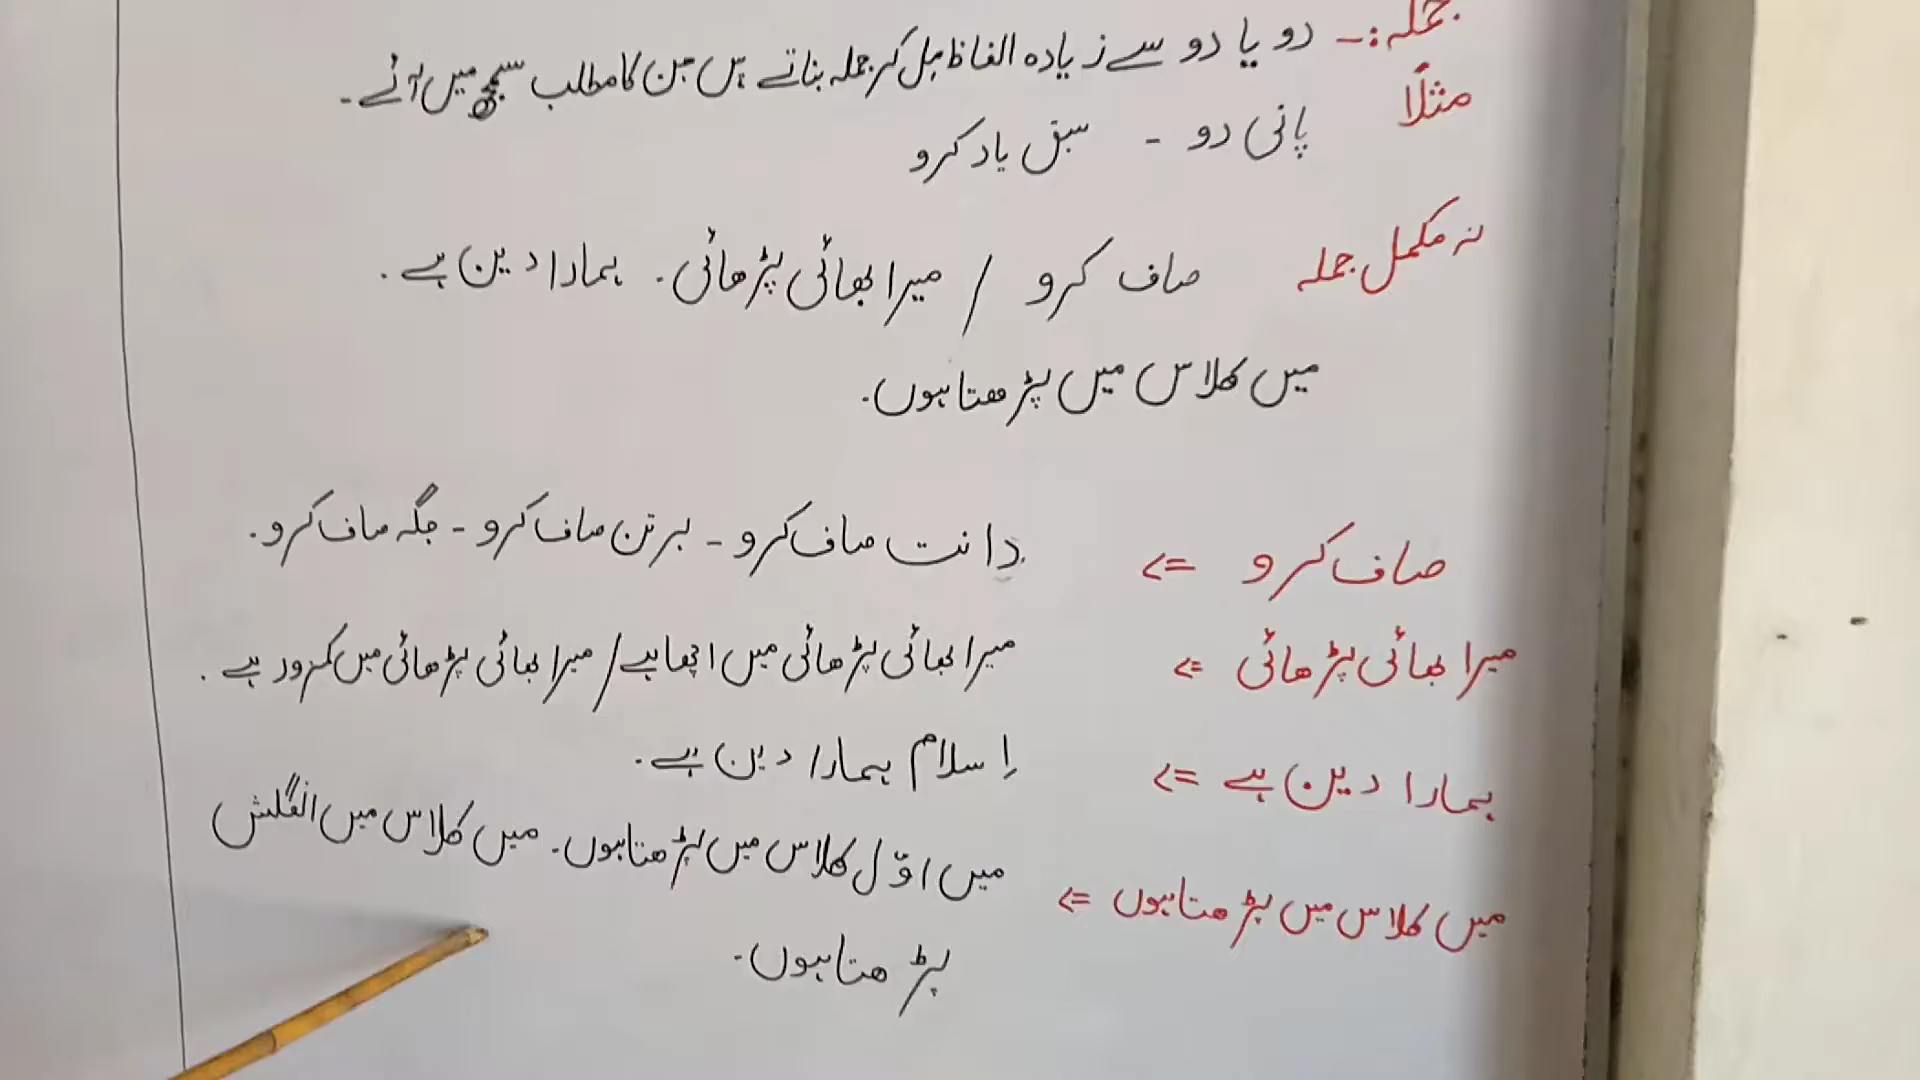 جملہ :- دو یا دو سے زیادہ الفاظ مل کر جملہ بناتے ہیں جن کا مطلب سمجھ میں آئے۔
مثلاً پانی دو - سبق یاد کرو
نہ مکمل جملہ صاف کرو / میرا بھائی پڑھائی۔ ہمارا دین ہے۔
میں کلاس میں پڑھتا ہوں۔
صاف کرو => دانت صاف کرو - برتن صاف کرو - جگہ صاف کرو۔
میرا بھائی پڑھائی => میرا بھائی پڑھائی میں اچھا ہے / میرا بھائی پڑھائی میں کمزور ہے۔
ہمارا دین ہے => اِسلام ہمارا دین ہے۔
میں کلاس میں پڑھتا ہوں => میں اوّل کلاس میں پڑھتا ہوں۔ میں کلاس میں انگلش
پڑھتا ہوں۔